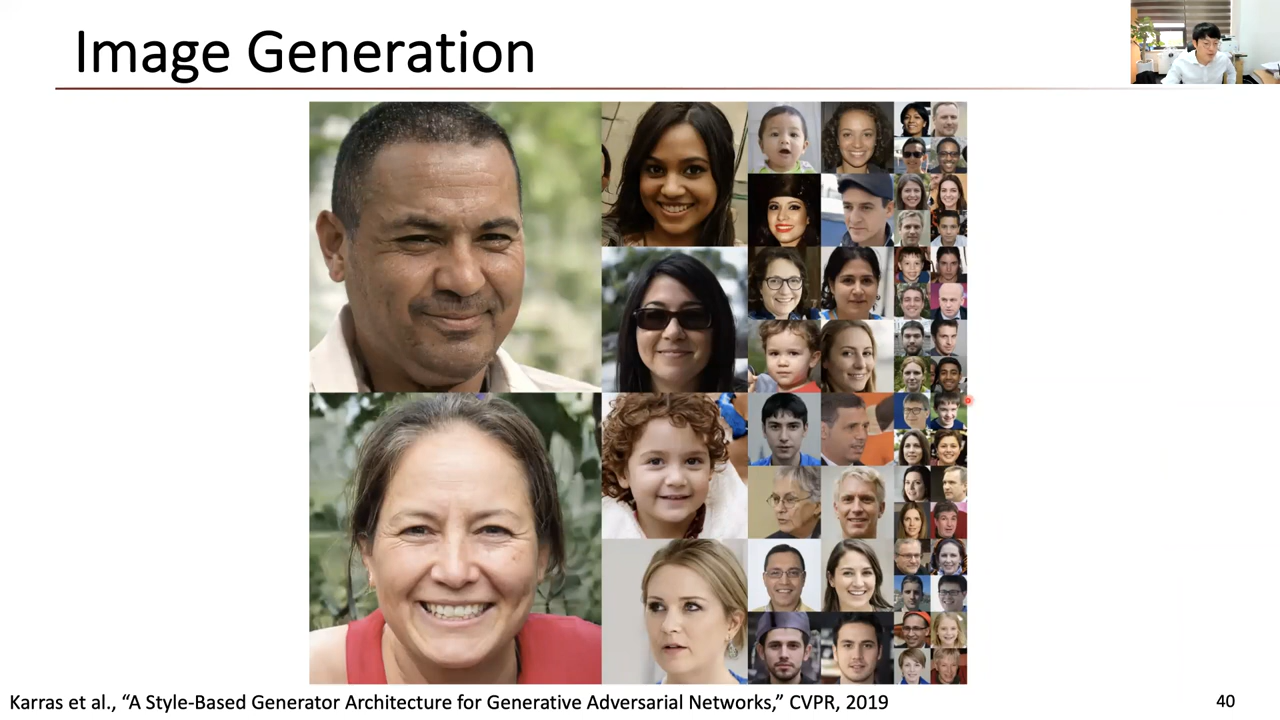 Image Generation
Karras et al., “A Style-Based Generator Architecture for Generative Adversarial Networks,” CVPR, 2019
40